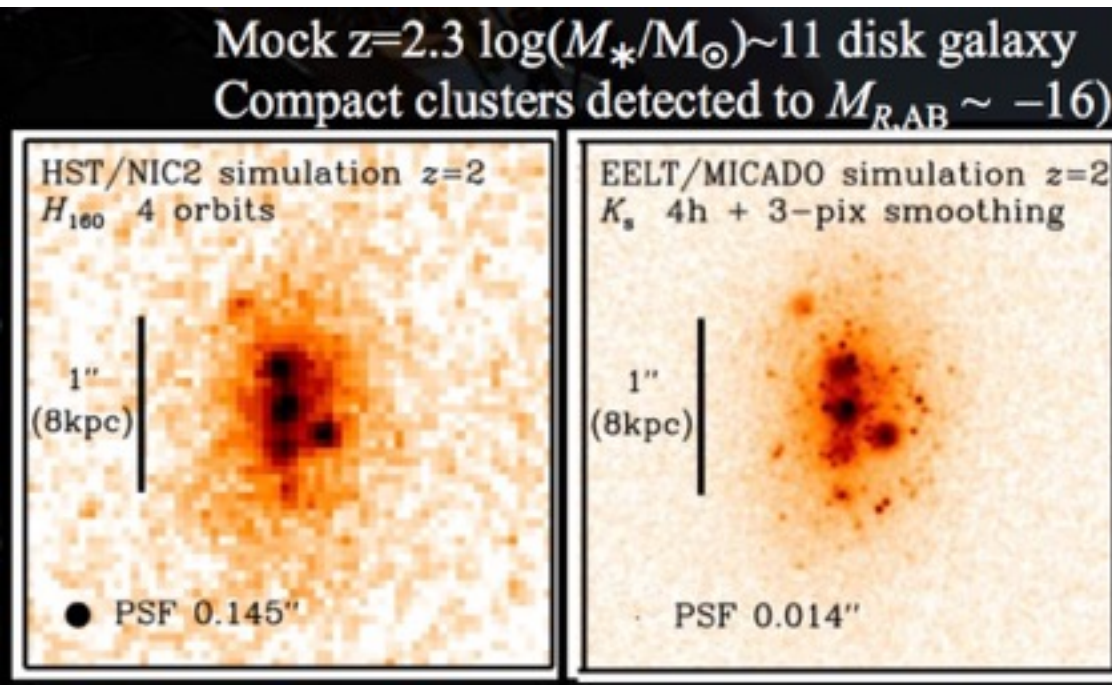 Mock z=2.3 log(M∗/M⊙)~11 disk galaxy
Compact clusters detected to M_R,AB ~ −16)
HST/NIC2 simulation z=2
H₁₆₀ 4 orbits
1"
(8kpc)
PSF 0.145"
EELT/MICADO simulation z=2
Kₛ 4h + 3-pix smoothing
1"
(8kpc)
PSF 0.014"